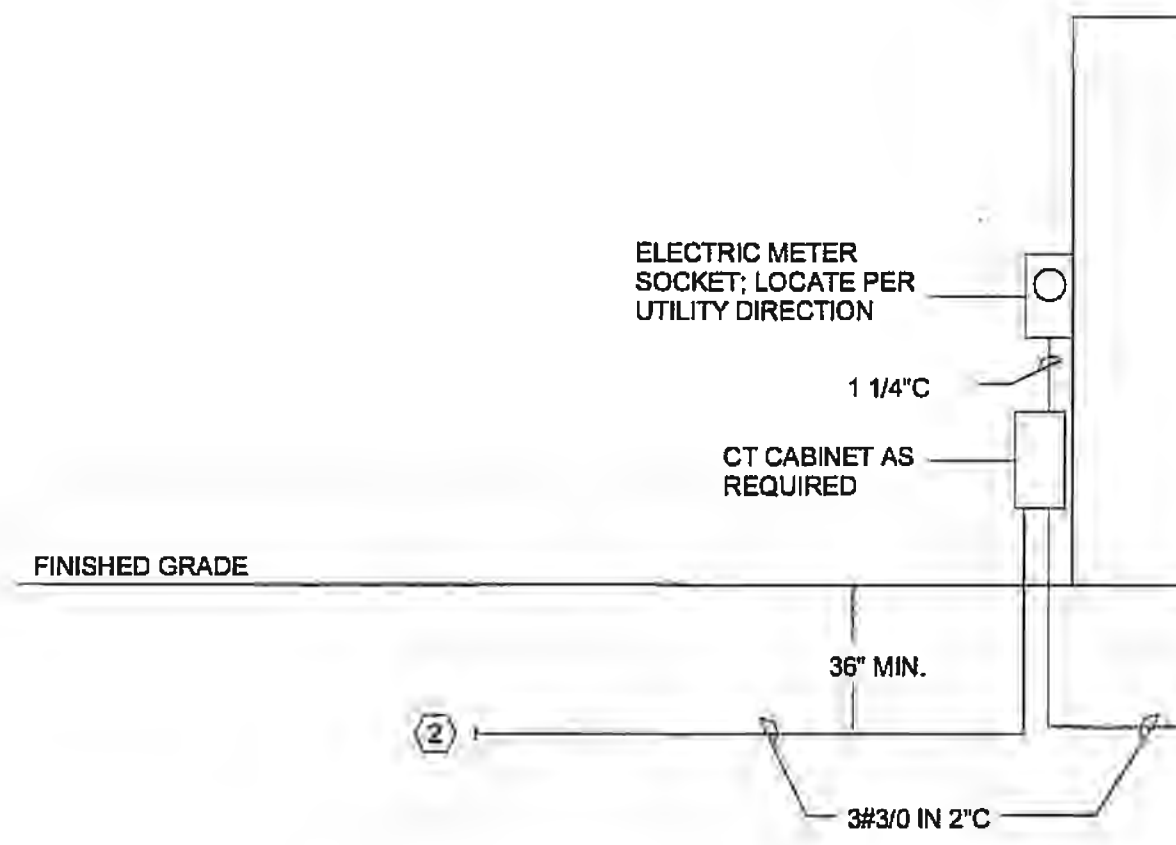 ELECTRIC METER
SOCKET; LOCATE PER
UTILITY DIRECTION
1 1/4"C
CT CABINET AS
REQUIRED
FINISHED GRADE
36" MIN.
2
3#3/0 IN 2"C